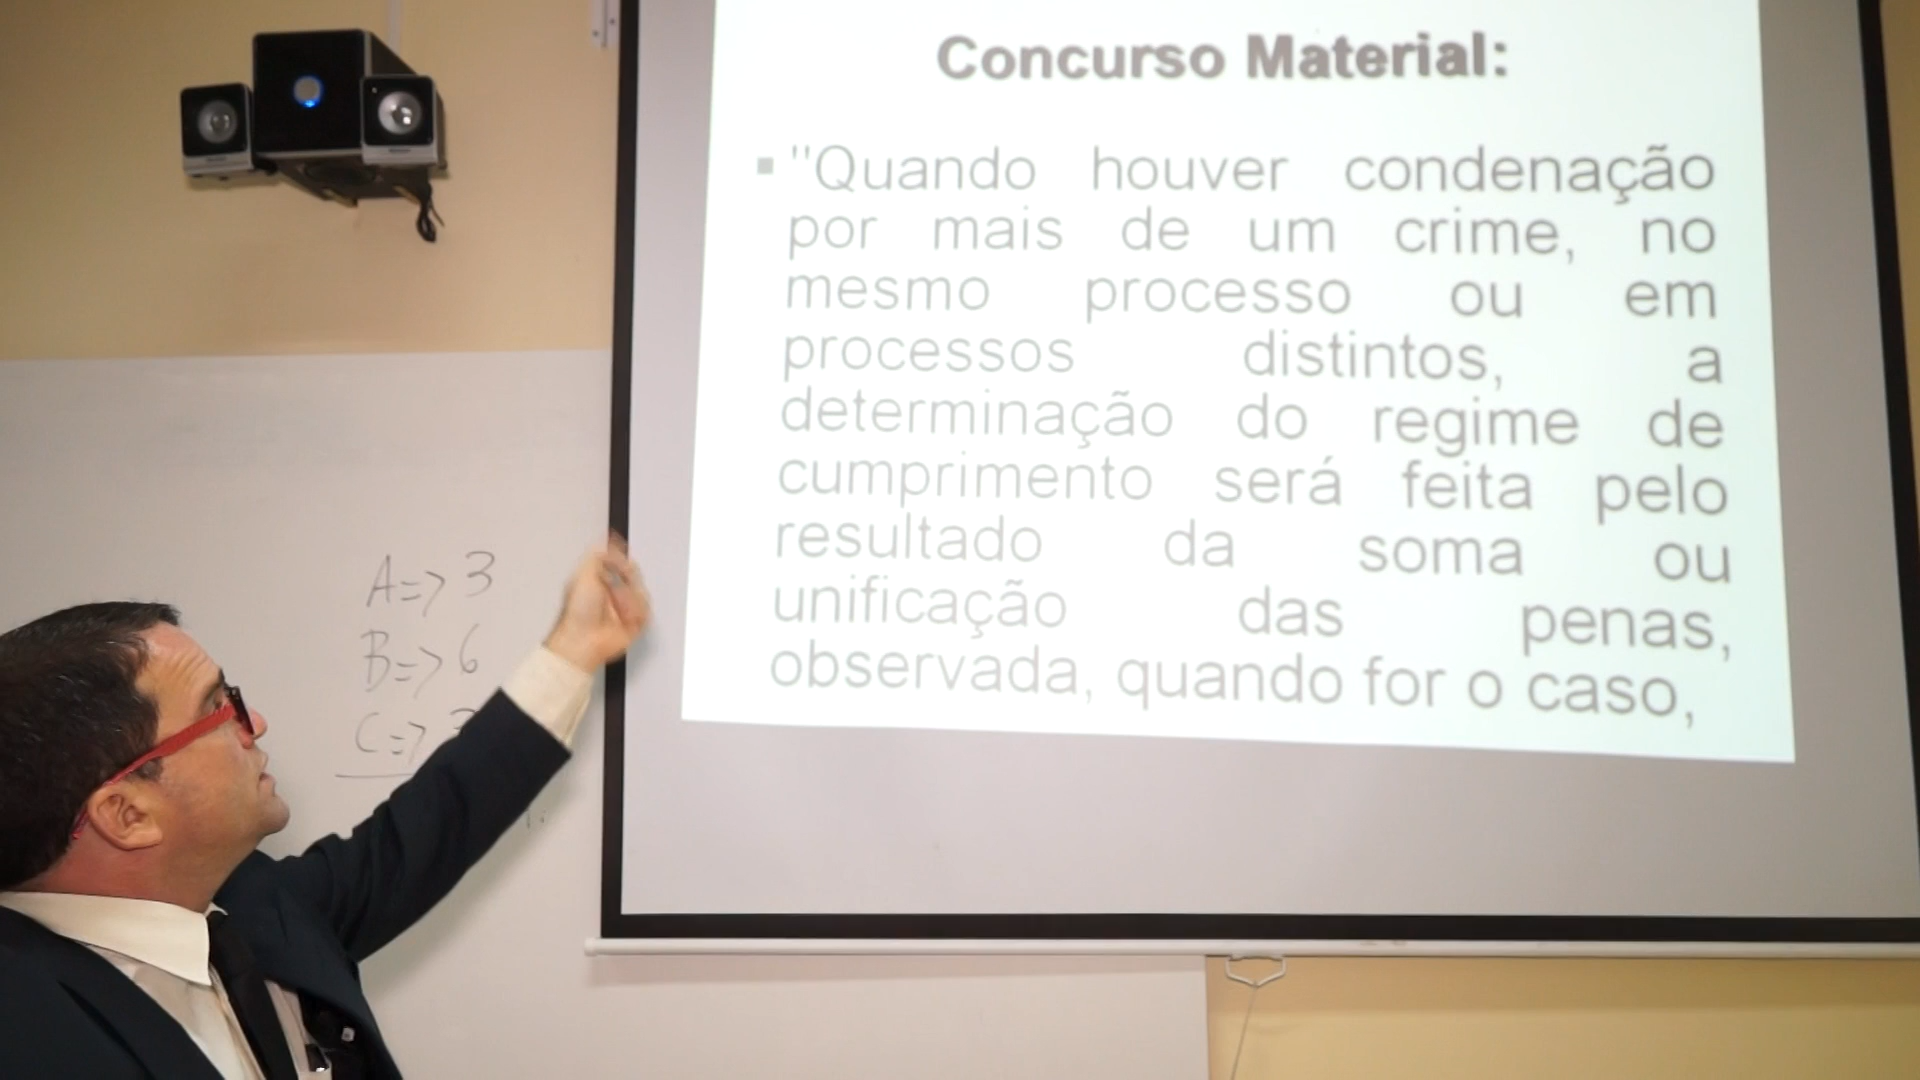 Concurso Material:
▪ "Quando houver condenação
por mais de um crime, no
mesmo processo ou em
processos distintos, a
determinação do regime de
cumprimento será feita pelo
resultado da soma ou
unificação das penas,
observada, quando for o caso,
A=> 3
B=> 6
C=>